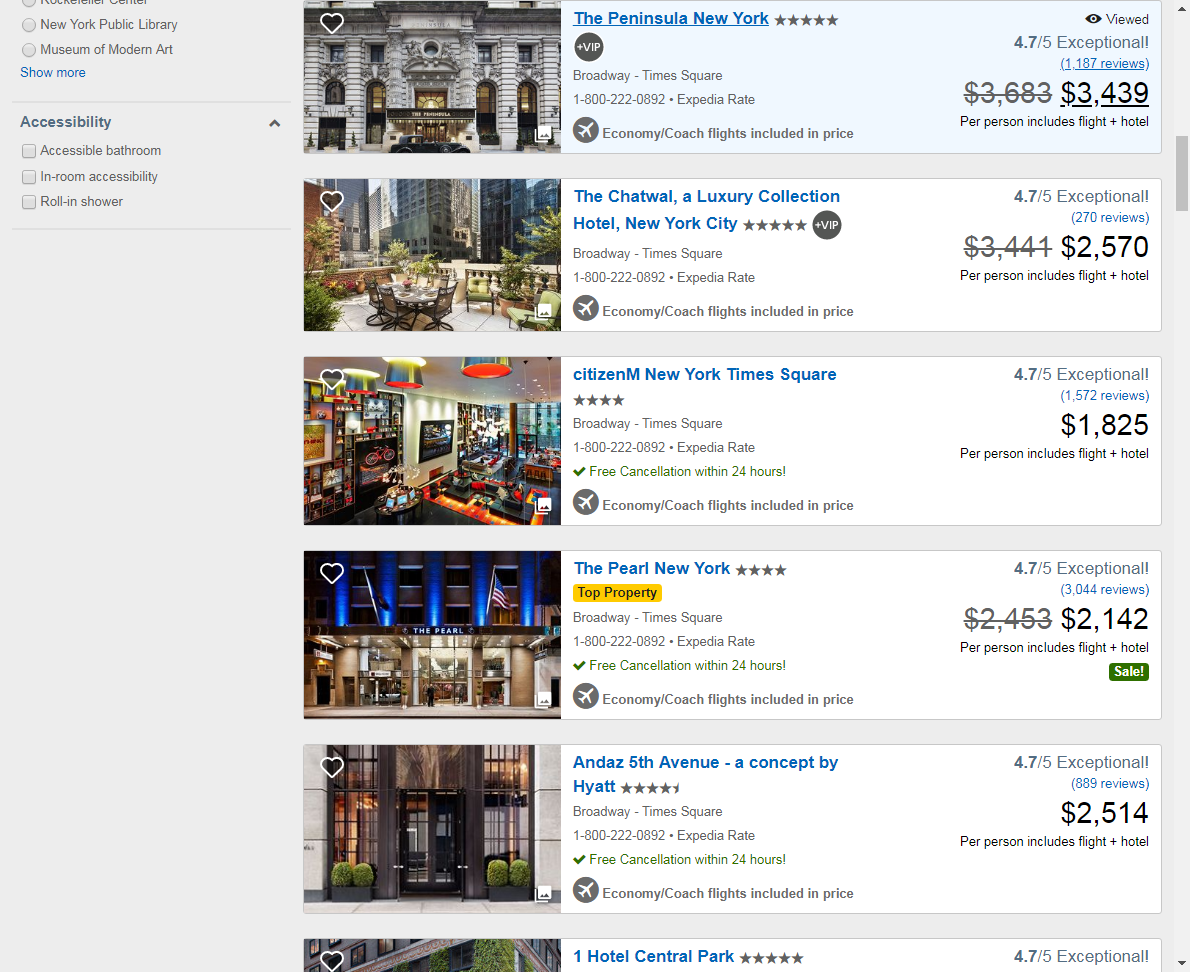 Rockefeller Center
New York Public Library
Museum of Modern Art
Show more
Accessibility
Accessible bathroom
In-room accessibility
Roll-in shower
THE PENINSULA
The Peninsula New York
+VIP
Broadway - Times Square
1-800-222-0892 • Expedia Rate
Economy/Coach flights included in price
Viewed
4.7/5 Exceptional!
(1,187 reviews)
$3,683 $3,439
Per person includes flight + hotel
The Chatwal, a Luxury Collection
Hotel, New York City +VIP
Broadway - Times Square
1-800-222-0892 • Expedia Rate
Economy/Coach flights included in price
4.7/5 Exceptional!
(270 reviews)
$3,441 $2,570
Per person includes flight + hotel
citizenM New York Times Square
Broadway - Times Square
1-800-222-0892 • Expedia Rate
Free Cancellation within 24 hours!
Economy/Coach flights included in price
4.7/5 Exceptional!
(1,572 reviews)
$1,825
Per person includes flight + hotel
THE PEARL
The Pearl New York
Top Property
Broadway - Times Square
1-800-222-0892 • Expedia Rate
Free Cancellation within 24 hours!
Economy/Coach flights included in price
4.7/5 Exceptional!
(3,044 reviews)
$2,453 $2,142
Per person includes flight + hotel
Sale!
Andaz 5th Avenue - a concept by
Hyatt
Broadway - Times Square
1-800-222-0892 • Expedia Rate
Free Cancellation within 24 hours!
Economy/Coach flights included in price
4.7/5 Exceptional!
(889 reviews)
$2,514
Per person includes flight + hotel
1 Hotel Central Park
4.7/5 Exceptional!